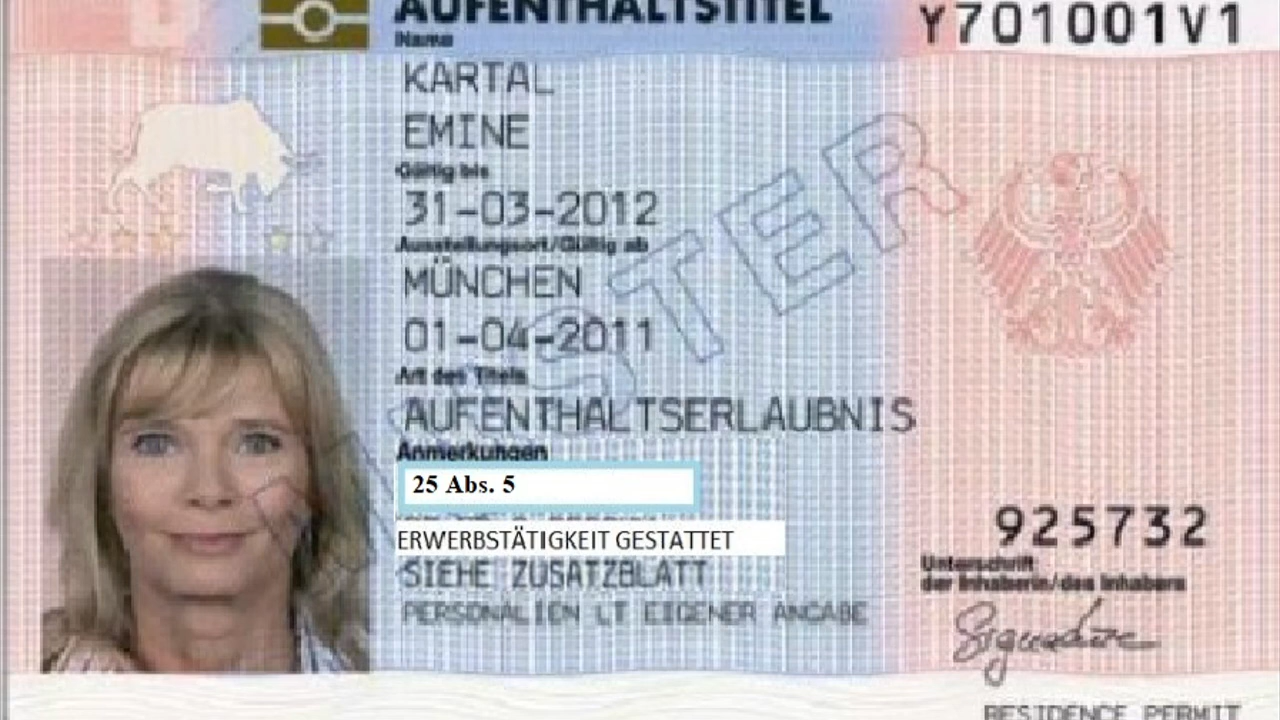 AUFENTHALTSTITEL
Y701001V1
Name
KARTAL
EMINE
Gültig bis
31-03-2012
Ausstellungsort/Gültig ab
MÜNCHEN
01-04-2011
Art des Titels
AUFENTHALTSERLAUBNIS
Anmerkungen
25 Abs. 5
ERWERBSTÄTIGKEIT GESTATTET
SIEHE ZUSATZBLATT
PERSONALIEN LT EIGENER ANGABE
MUSTER
925732
Unterschrift
der Inhaberin/des Inhabers
Signature
RESIDENCE PERMIT